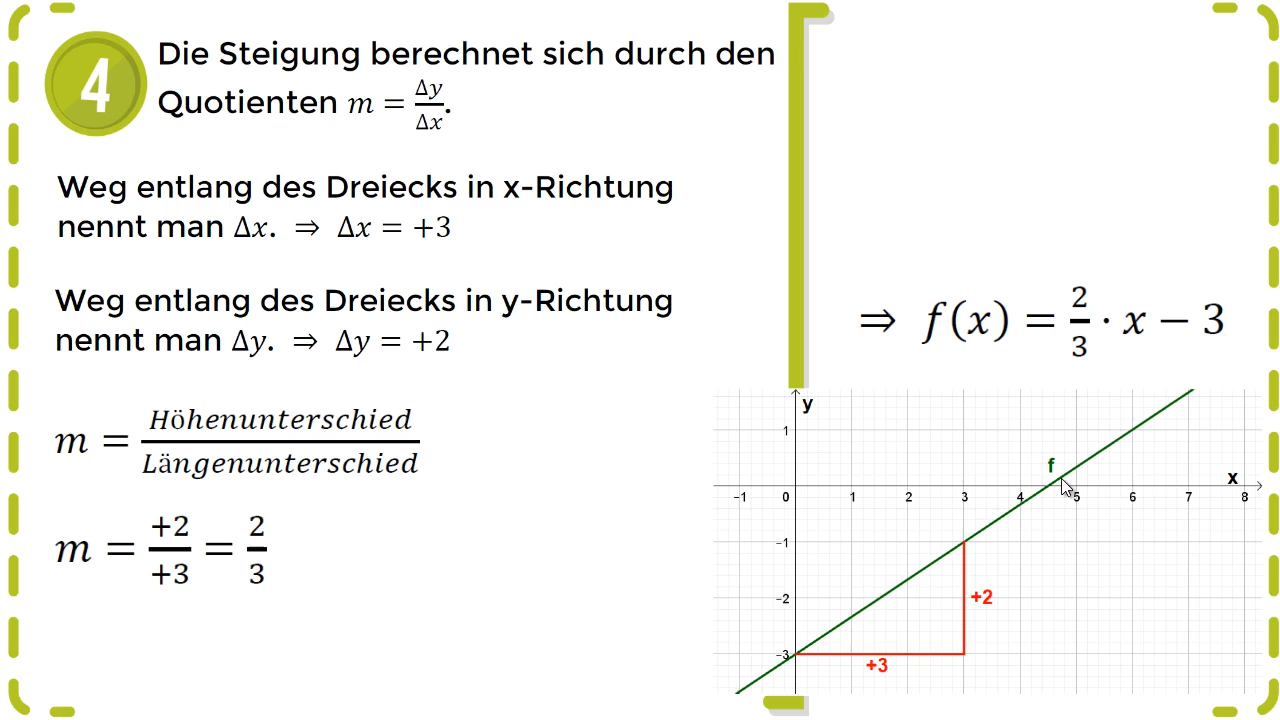 4
Die Steigung berechnet sich durch den
Quotienten m = Δy/Δx.
Weg entlang des Dreiecks in x-Richtung
nennt man Δx. ⇒ Δx = +3
Weg entlang des Dreiecks in y-Richtung
nennt man Δy. ⇒ Δy = +2
m = Höhenunterschied/Längenunterschied
m = +2/+3 = 2/3
⇒ f(x) = 2/3 · x − 3
y
1
f
x
−1 0 1 2 3 4 5 6 7 8
−1
+2
−2
−3
+3